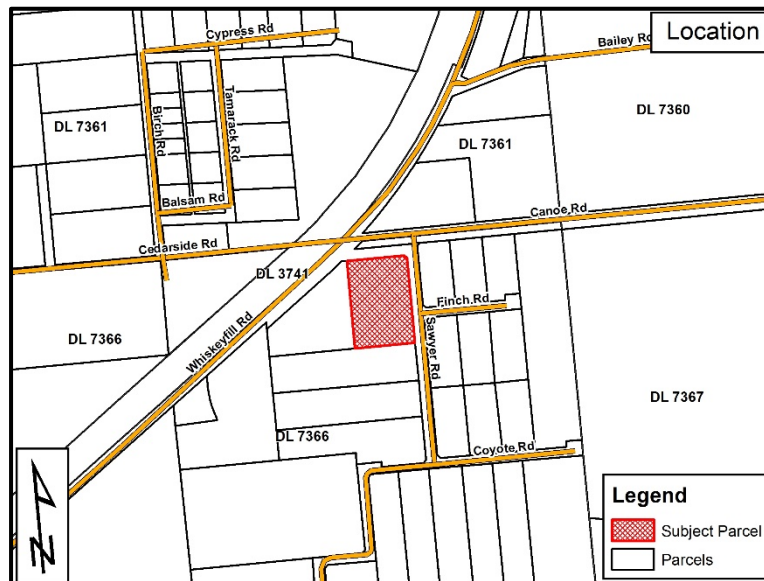 Location
Cypress Rd
Bailey Rd
DL 7361
Birch Rd
Tamarack Rd
DL 7360
DL 7361
Balsam Rd
Canoe Rd
Cedarside Rd
DL 3741
Finch Rd
Whiskeyfill Rd
Sawyer Rd
DL 7366
DL 7367
DL 7366
Coyote Rd
Legend
Subject Parcel
Parcels
N